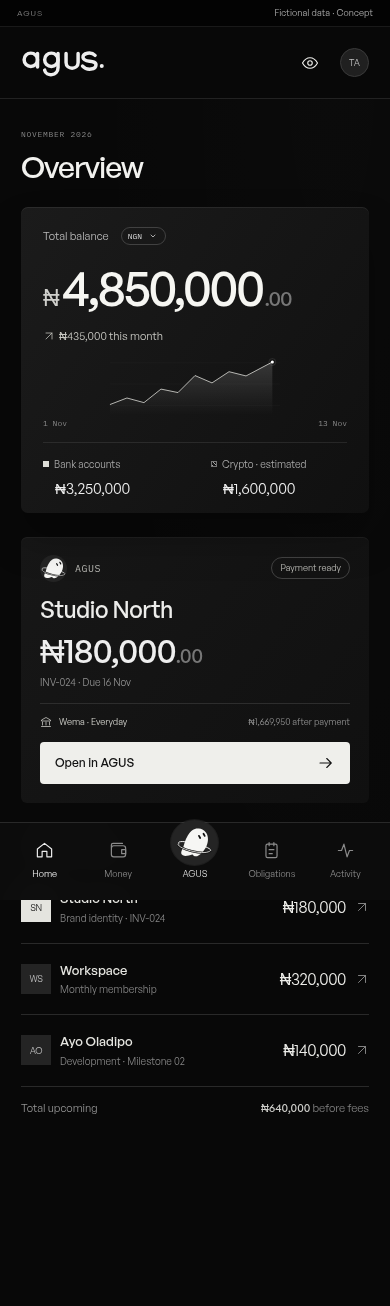 AGUS
Fictional data · Concept
agus.
TA
NOVEMBER 2026
Overview
Total balance
NGN
₦4,850,000.00
₦435,000 this month
1 Nov
13 Nov
Bank accounts
Crypto · estimated
₦3,250,000
₦1,600,000
AGUS
Payment ready
Studio North
₦180,000.00
INV-024 · Due 16 Nov
Wema · Everyday
₦1,669,950 after payment
Open in AGUS
Home
Money
AGUS
Obligations
Activity
SN
Studio North
₦180,000
Brand identity · INV-024
WS
Workspace
₦320,000
Monthly membership
AO
Ayo Oladipo
₦140,000
Development · Milestone 02
Total upcoming
₦640,000 before fees